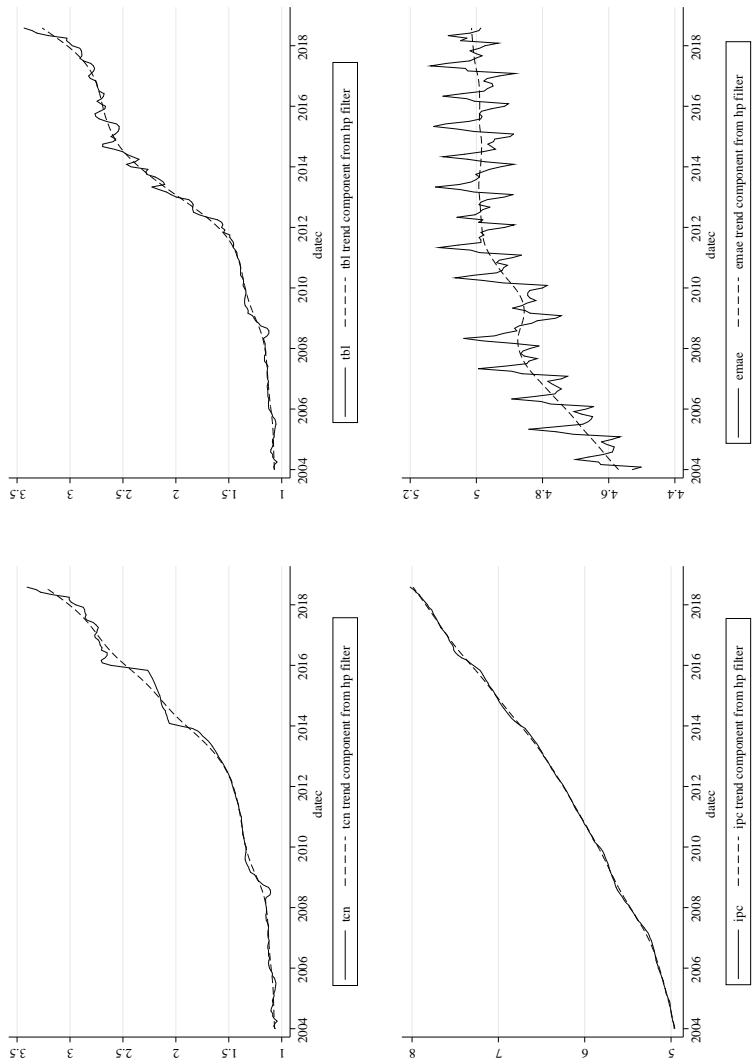 3.5
3
2.5
2
1.5
1
2004 2006 2008 2010 2012 2014 2016 2018
datec
tcn tcn trend component from hp filter
3.5
3
2.5
2
1.5
1
2004 2006 2008 2010 2012 2014 2016 2018
datec
tbl tbl trend component from hp filter
8
7
6
5
2004 2006 2008 2010 2012 2014 2016 2018
datec
ipc ipc trend component from hp filter
5.2
5
4.8
4.6
4.4
2004 2006 2008 2010 2012 2014 2016 2018
datec
emae emae trend component from hp filter